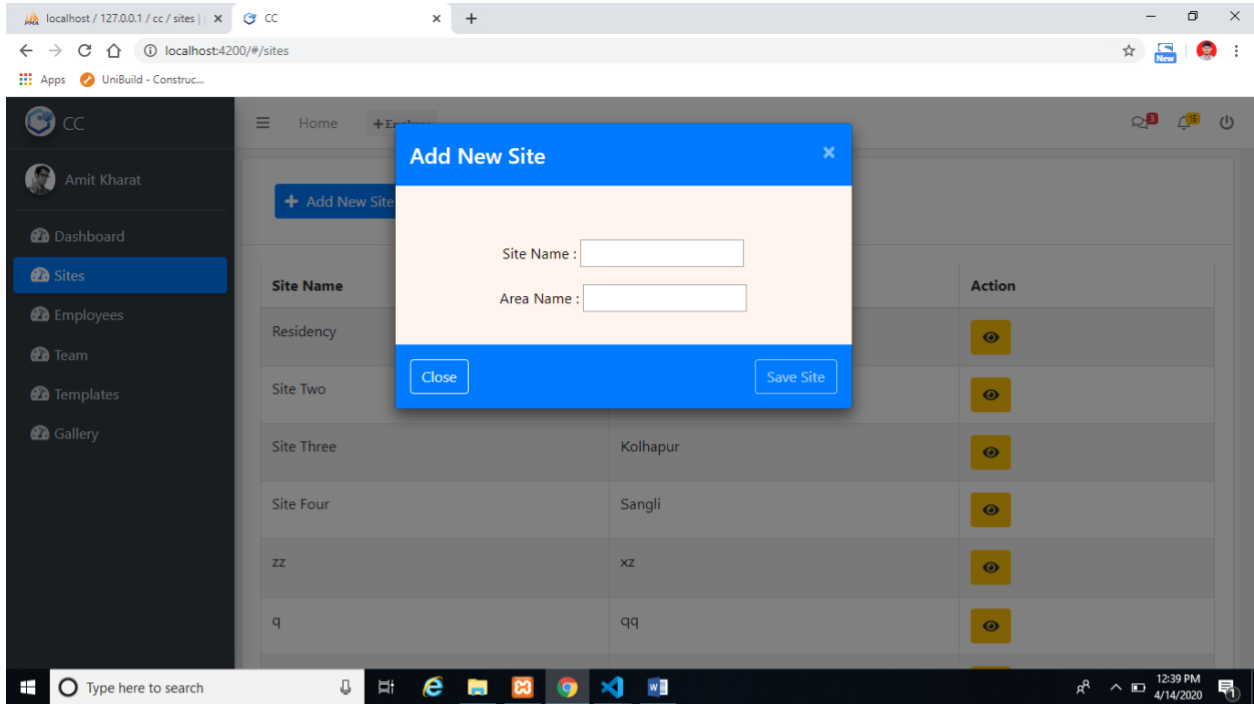 localhost / 127.0.0.1 / cc / sites |
CC
localhost:4200/#/sites
New
Apps
UniBuild - Construc...
CC
Home
3
Amit Kharat
Dashboard
Sites
Employees
Team
Templates
Gallery
Add New Site
Add New Site
×
Site Name :
Area Name :
Close
Save Site
Site Name
Action
Residency
Site Two
Site Three
Kolhapur
Site Four
Sangli
zz
xz
q
qq
Type here to search
12:39 PM
4/14/2020